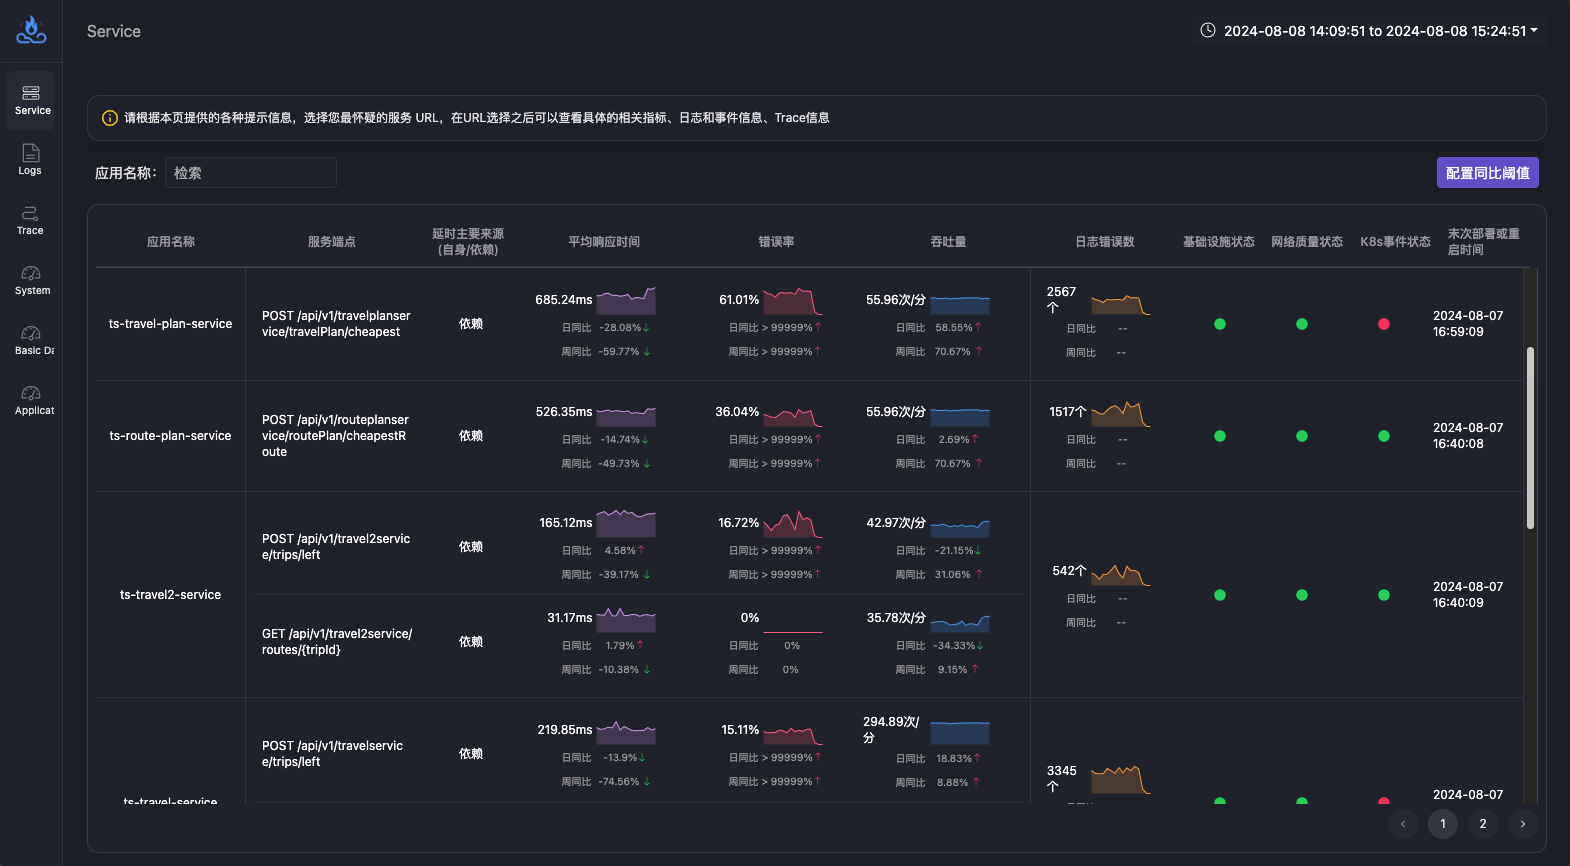 Service
2024-08-08 14:09:51 to 2024-08-08 15:24:51
Service
Logs
Trace
System
Basic Da
Applicat
请根据本页提供的各种提示信息，选择您最怀疑的服务 URL，在URL选择之后可以查看具体的相关指标、日志和事件信息、Trace信息
应用名称：
检索
配置同比阈值
应用名称
服务端点
延时主要来源
(自身/依赖)
平均响应时间
错误率
吞吐量
日志错误数
基础设施状态
网络质量状态
K8s事件状态
末次部署或重
启时间
ts-travel-plan-service
POST /api/v1/travelplanser
vice/travelPlan/cheapest
依赖
685.24ms
日同比 -28.08%↓
周同比 -59.77% ↓
61.01%
日同比 > 99999%↑
周同比 > 99999%↑
55.96次/分
日同比 58.55%↑
周同比 70.67% ↑
2567
个
日同比 --
周同比 --
2024-08-07
16:59:09
ts-route-plan-service
POST /api/v1/routeplanser
vice/routePlan/cheapestR
oute
依赖
526.35ms
日同比 -14.74%↓
周同比 -49.73% ↓
36.04%
日同比 > 99999%↑
周同比 > 99999%↑
55.96次/分
日同比 2.69%↑
周同比 70.67% ↑
1517个
日同比 --
周同比 --
2024-08-07
16:40:08
ts-travel2-service
POST /api/v1/travel2servic
e/trips/left
依赖
165.12ms
日同比 4.58%↑
周同比 -39.17% ↓
16.72%
日同比 > 99999%↑
周同比 > 99999%↑
42.97次/分
日同比 -21.15%↓
周同比 31.06% ↑
GET /api/v1/travel2service/
routes/{tripId}
依赖
31.17ms
日同比 1.79%↑
周同比 -10.38% ↓
0%
日同比 0%
周同比 0%
35.78次/分
日同比 -34.33%↓
周同比 9.15% ↑
542个
日同比 --
周同比 --
2024-08-07
16:40:09
ts-travel-service
POST /api/v1/travelservic
e/trips/left
依赖
219.85ms
日同比 -13.9%↓
周同比 -74.56% ↓
15.11%
日同比 > 99999%↑
周同比 > 99999%↑
294.89次/
分
日同比 18.83%↑
周同比 8.88% ↑
3345
个
2024-08-07
‹ 1 2 ›